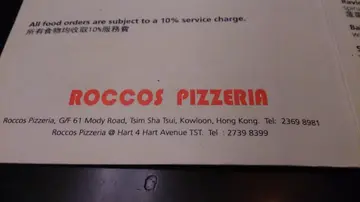 All food orders are subject to a 10% service charge.
所有食物均收取10%服務費
ROCCOS PIZZERIA
Roccos Pizzeria, G/F 61 Mody Road, Tsim Sha Tsui, Kowloon, Hong Kong. Tel: 2369 8981
Roccos Pizzeria @ Hart 4 Hart Avenue TST. Tel : 2739 8399